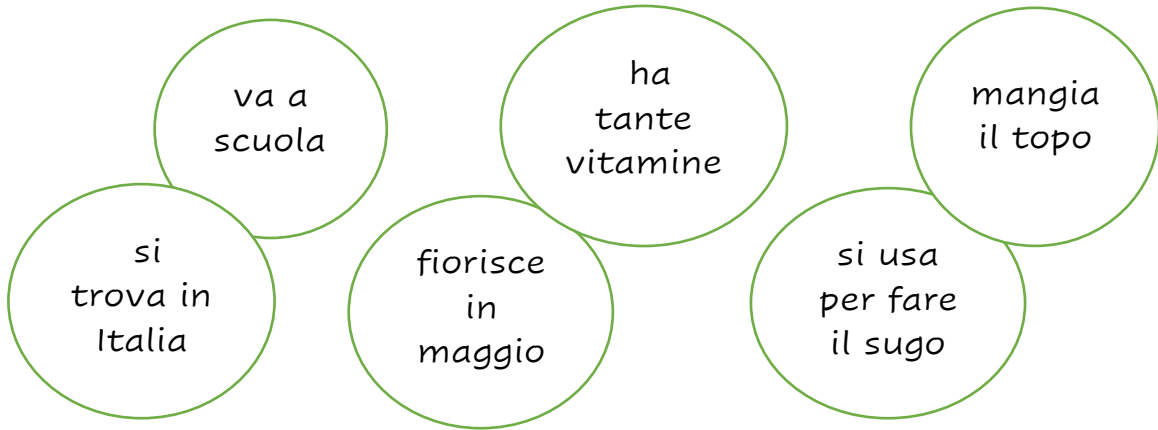 va a
scuola
ha
tante
vitamine
mangia
il topo
si
trova in
Italia
fiorisce
in
maggio
si usa
per fare
il sugo